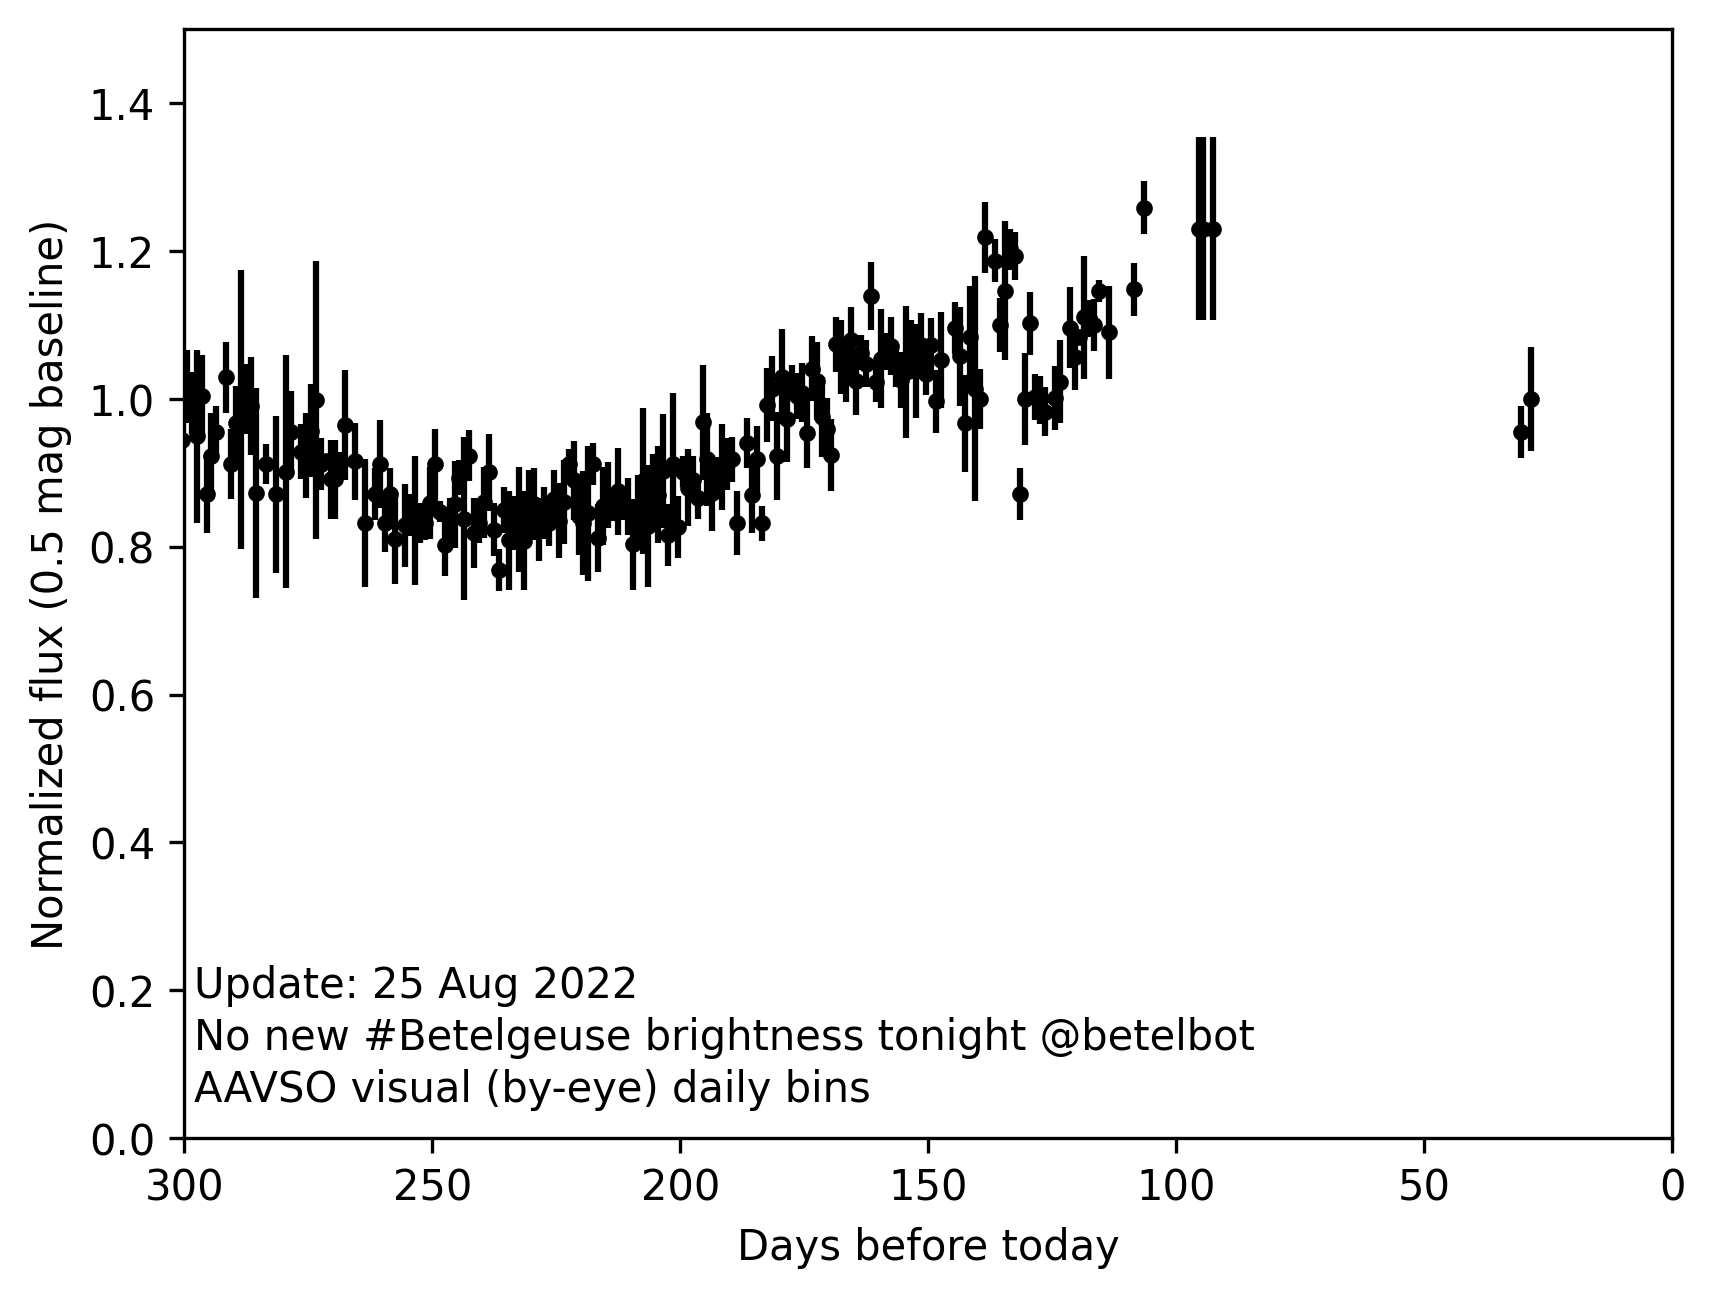 1.4
1.2
1.0
0.8
0.6
0.4
0.2
0.0
Normalized flux (0.5 mag baseline)
Update: 25 Aug 2022
No new #Betelgeuse brightness tonight @betelbot
AAVSO visual (by-eye) daily bins
300 250 200 150 100 50 0
Days before today